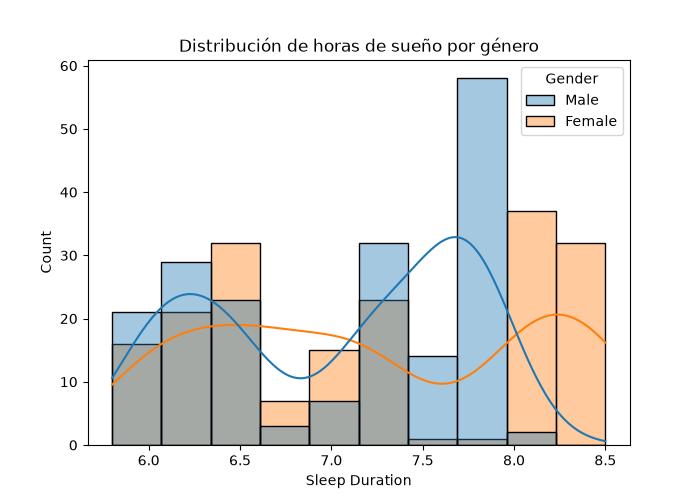 Distribución de horas de sueño por género
Gender
Male
Female
60
50
40
30
20
10
0
Count
6.0 6.5 7.0 7.5 8.0 8.5
Sleep Duration